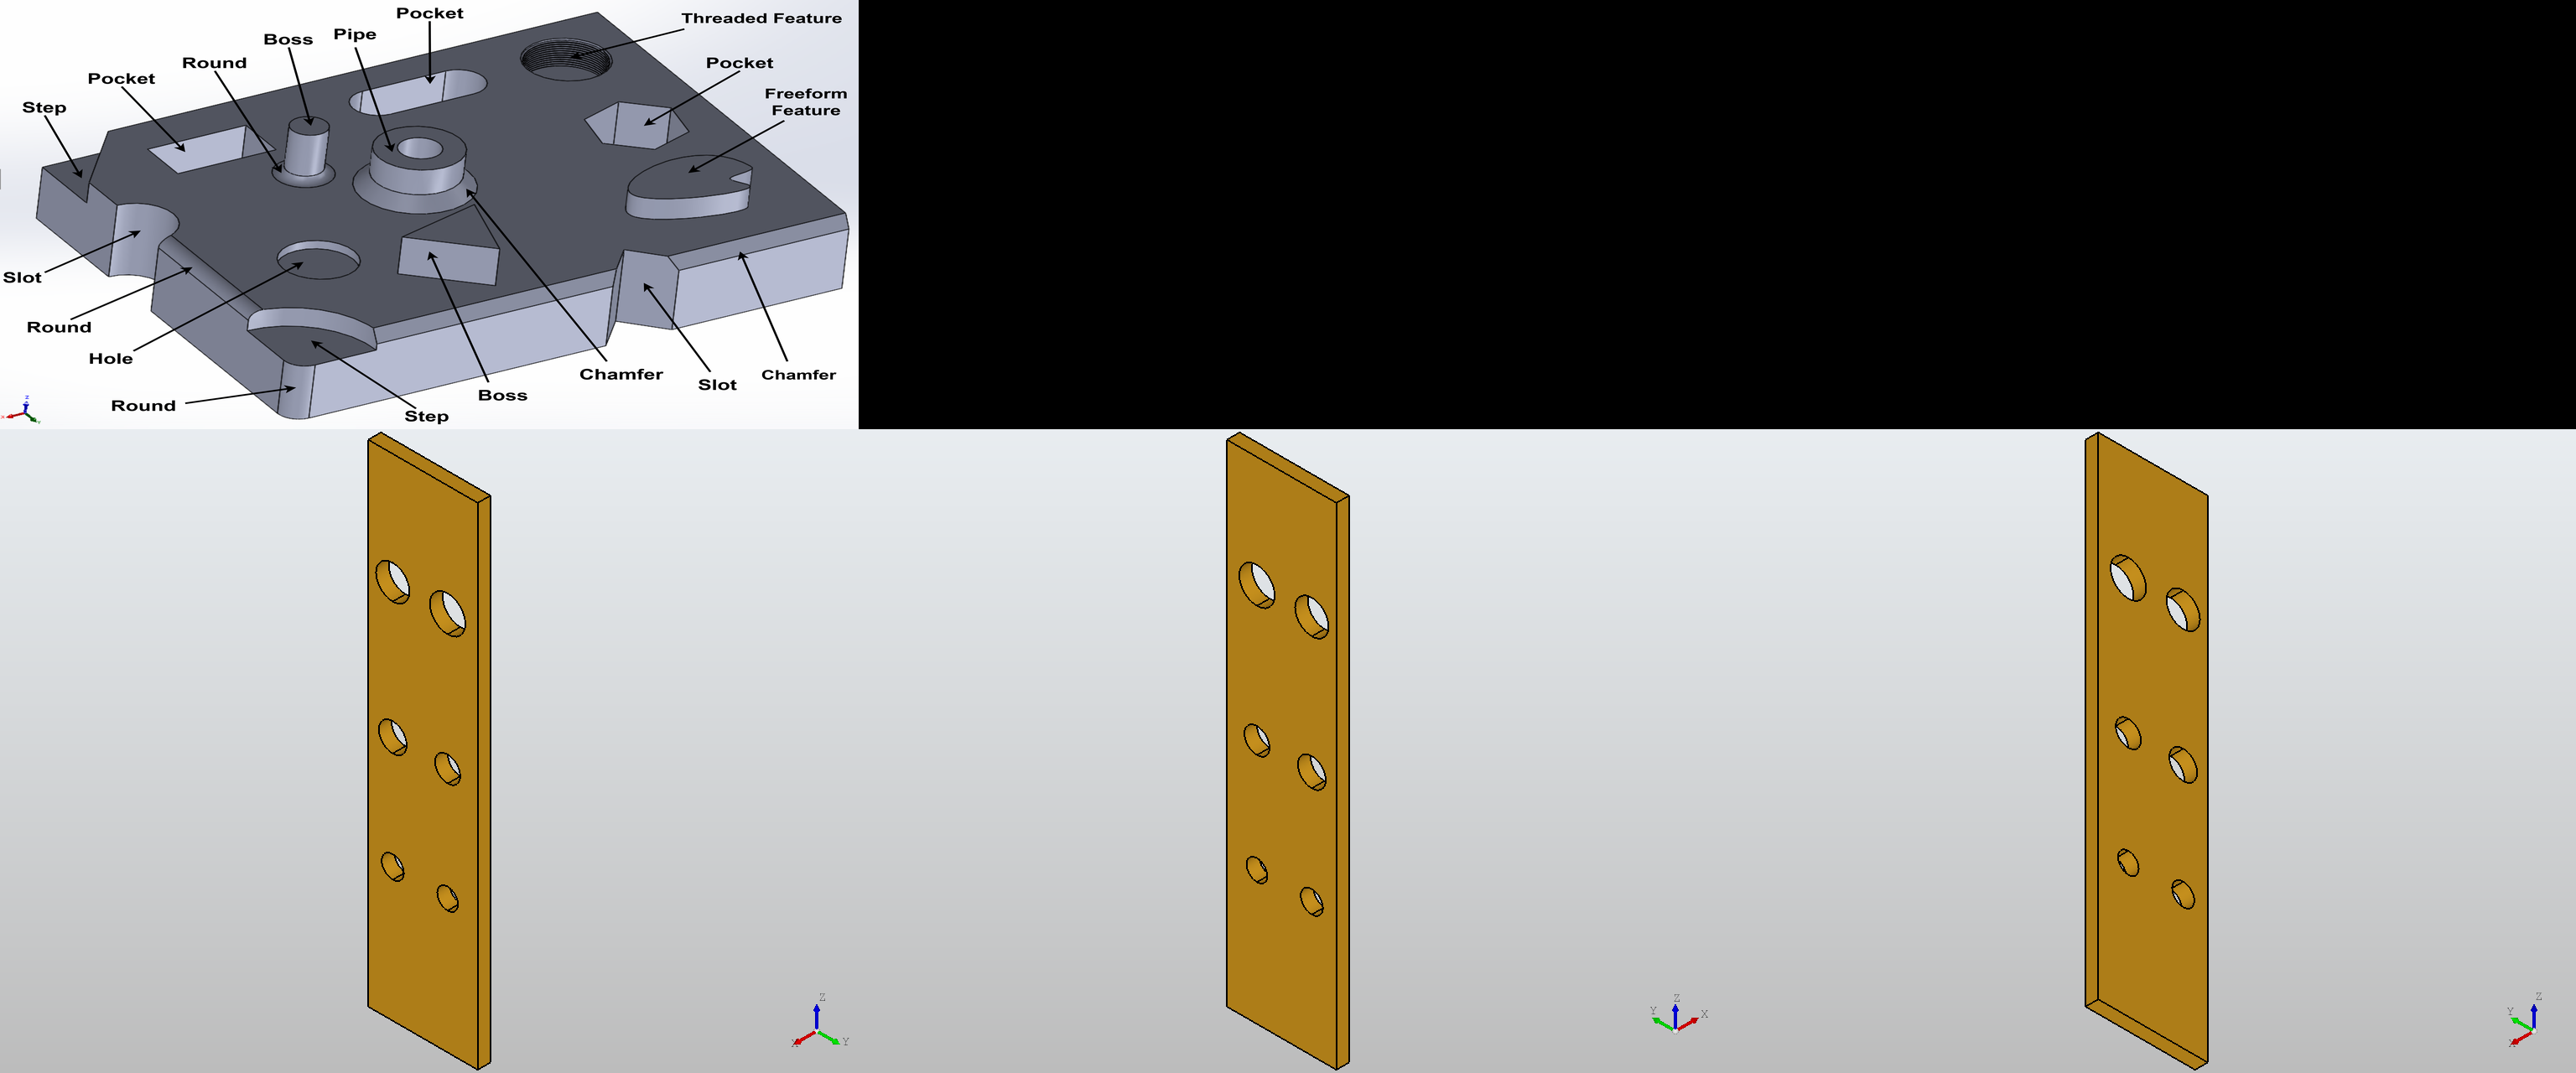 Pocket
Threaded Feature
Boss
Pipe
Round
Pocket
Pocket
Freeform
Feature
Step
Slot
Round
Hole
Chamfer
Slot
Chamfer
Boss
Round
Step
Z
X
Y
Y
Z
X
Y
Z
X